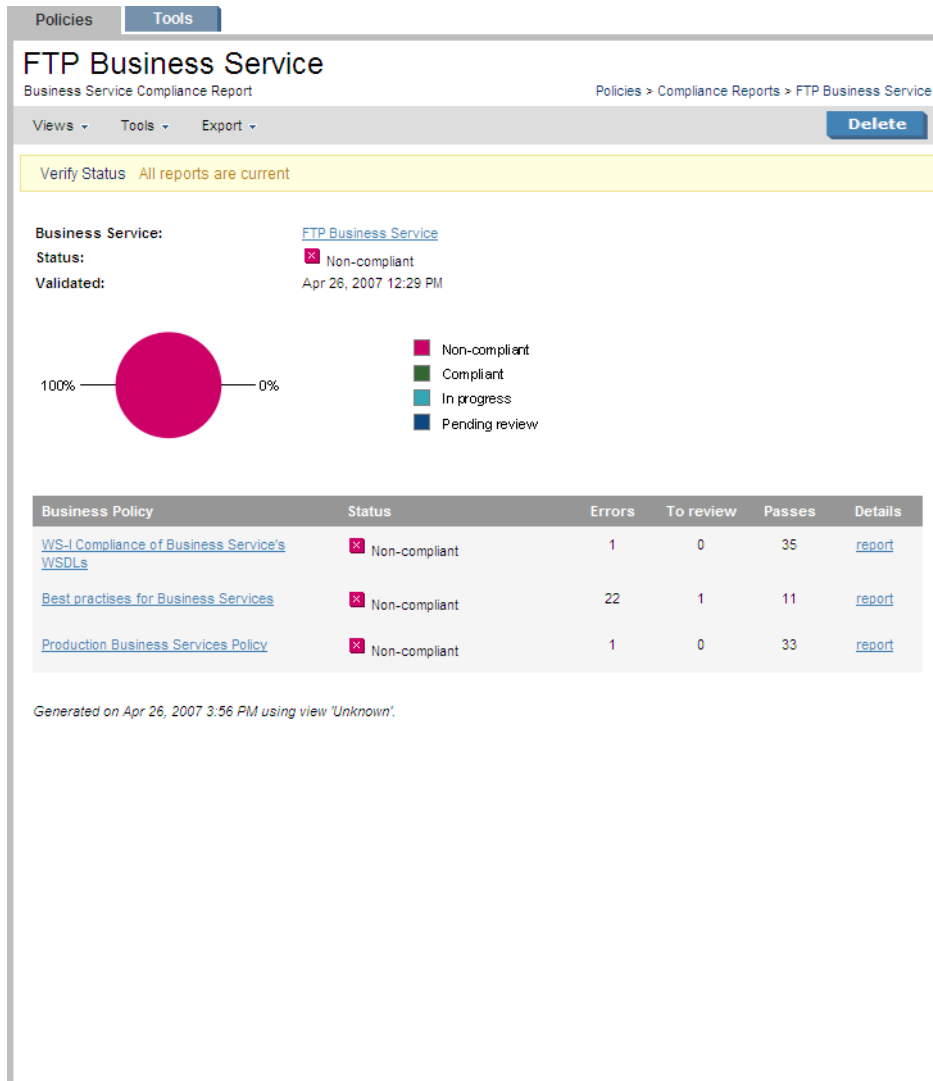 Policies Tools
FTP Business Service
Business Service Compliance Report Policies > Compliance Reports > FTP Business Service
Views Tools Export Delete
Verify Status All reports are current
Business Service: FTP Business Service
Status: Non-compliant
Validated: Apr 26, 2007 12:29 PM
100% 0%
Non-compliant
Compliant
In progress
Pending review
Business Policy Status Errors To review Passes Details
WS-I Compliance of Business Service's Non-compliant 1 0 35 report
WSDLs
Best practises for Business Services Non-compliant 22 1 11 report
Production Business Services Policy Non-compliant 1 0 33 report
Generated on Apr 26, 2007 3:56 PM using view 'Unknown'.